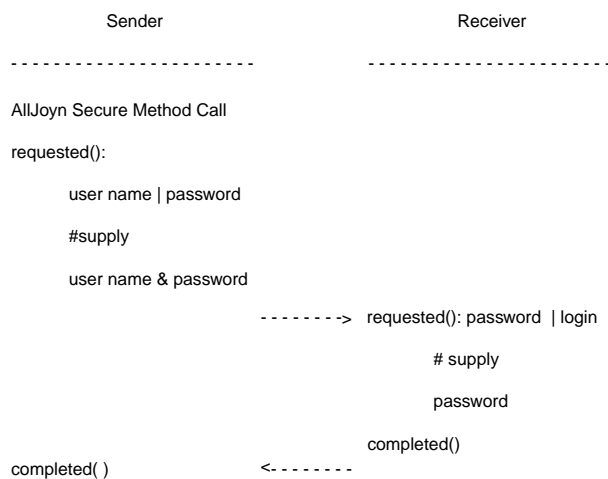 Sender Receiver
- - - - - - - - - - - - - - - - - - - - - - - - - - - - - - - - - - - - - - - - - - - - - -
AllJoyn Secure Method Call
requested():
user name | password
#supply
user name & password
- - - - - - - -> requested(): password | login
# supply
password
completed()
completed( ) <- - - - - - - -